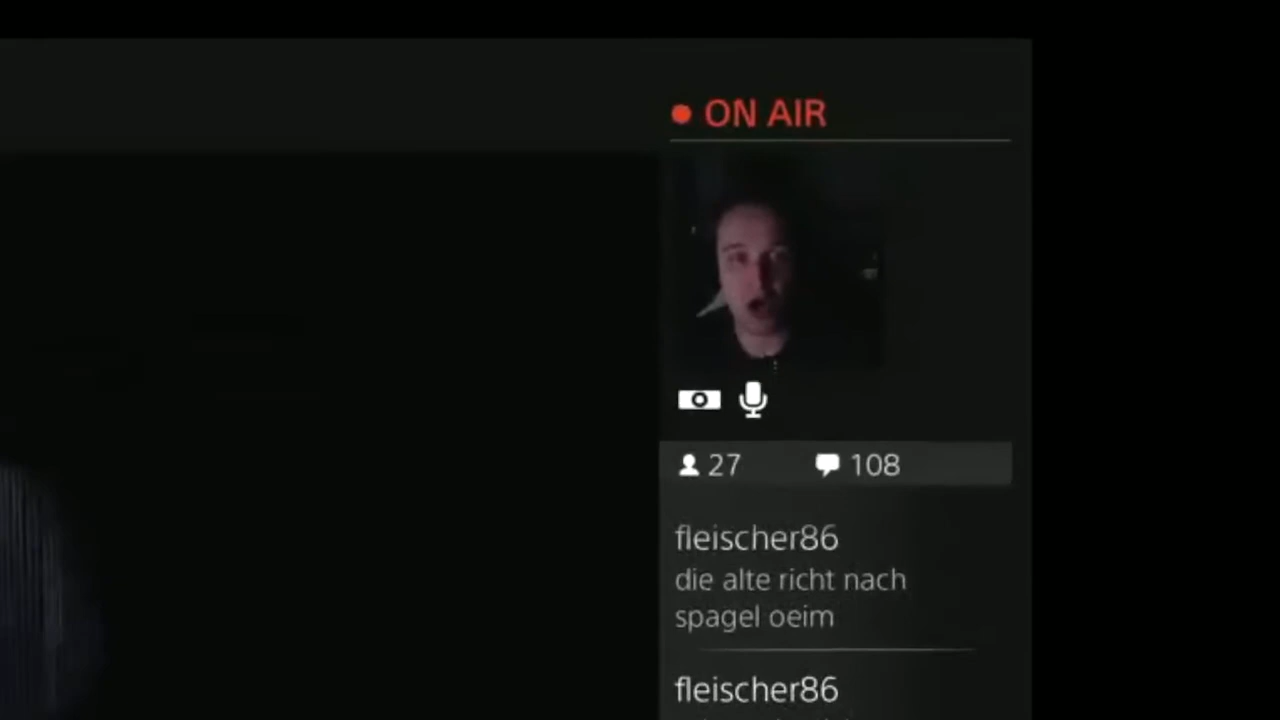 ON AIR
27 108
fleischer86
die alte richt nach
spagel oeim
fleischer86